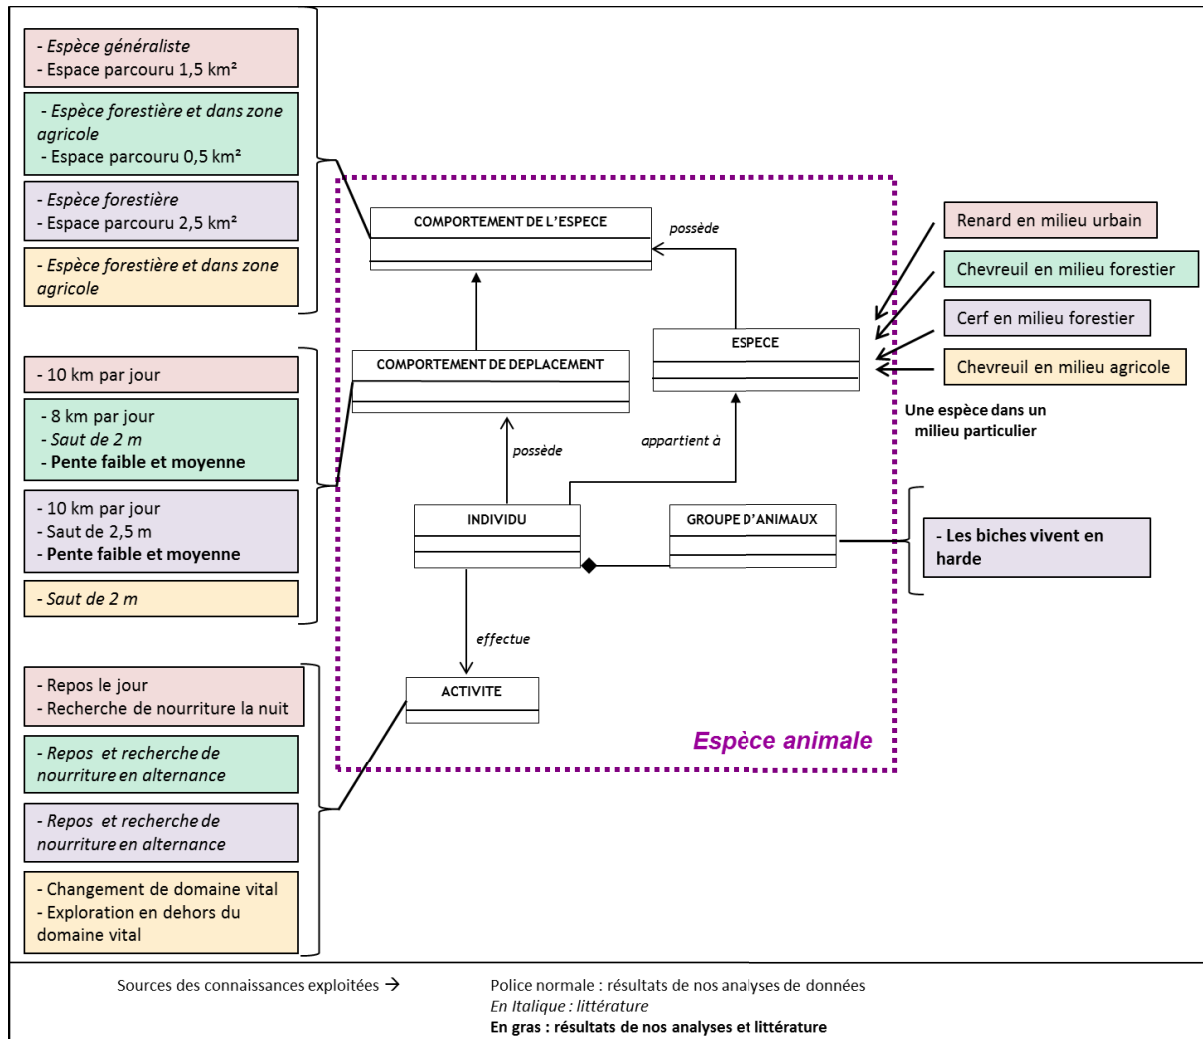 - Espèce généraliste
- Espace parcouru 1,5 km²
- Espèce forestière et dans zone
agricole
- Espace parcouru 0,5 km²
- Espèce forestière
- Espace parcouru 2,5 km²
- Espèce forestière et dans zone
agricole
- 10 km par jour
- 8 km par jour
- Saut de 2 m
- Pente faible et moyenne
- 10 km par jour
- Saut de 2,5 m
- Pente faible et moyenne
- Saut de 2 m
- Repos le jour
- Recherche de nourriture la nuit
- Repos et recherche de
nourriture en alternance
- Repos et recherche de
nourriture en alternance
- Changement de domaine vital
- Exploration en dehors du
domaine vital
COMPORTEMENT DE L'ESPECE
possède
ESPECE
COMPORTEMENT DE DEPLACEMENT
possède
appartient à
INDIVIDU
GROUPE D'ANIMAUX
effectue
ACTIVITE
Espèce animale
Renard en milieu urbain
Chevreuil en milieu forestier
Cerf en milieu forestier
Chevreuil en milieu agricole
Une espèce dans un
milieu particulier
- Les biches vivent en
harde
Sources des connaissances exploitées →
Police normale : résultats de nos analyses de données
En Italique : littérature
En gras : résultats de nos analyses et littérature